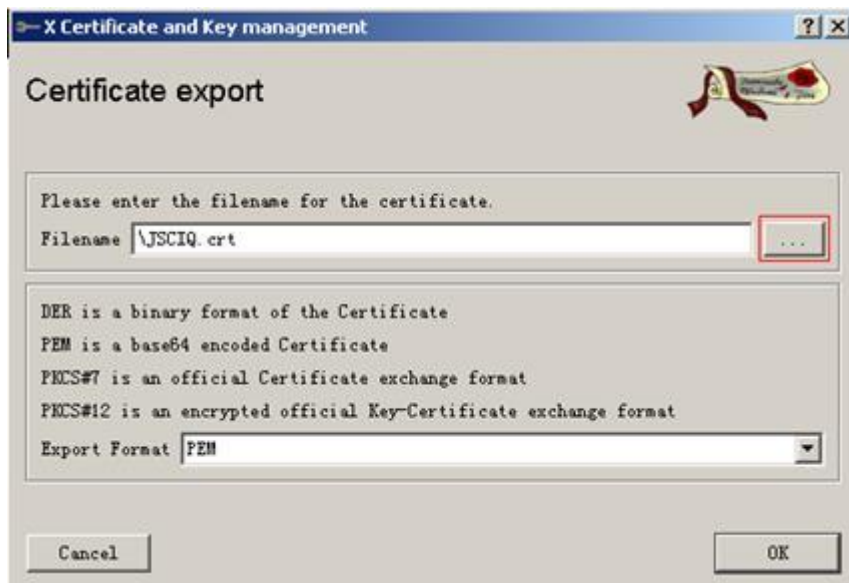 X Certificate and Key management
Certificate export
Please enter the filename for the certificate.
Filename \JSCIQ.crt ...
DER is a binary format of the Certificate
PEM is a base64 encoded Certificate
PKCS#7 is an official Certificate exchange format
PKCS#12 is an encrypted official Key-Certificate exchange format
Export Format PEM
Cancel OK